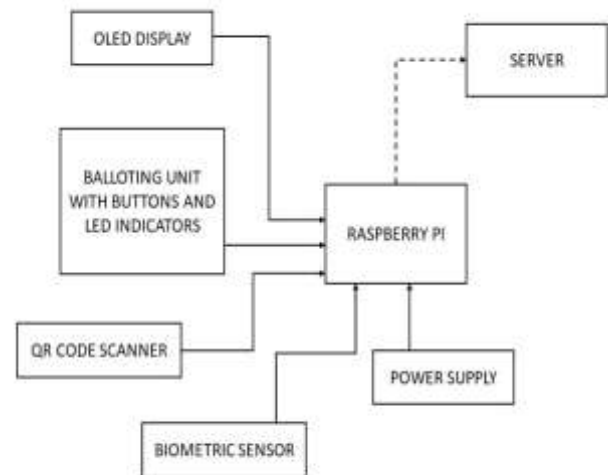 OLED DISPLAY
SERVER
BALLOTING UNIT
WITH BUTTONS AND
LED INDICATORS
RASPBERRY PI
QR CODE SCANNER
POWER SUPPLY
BIOMETRIC SENSOR